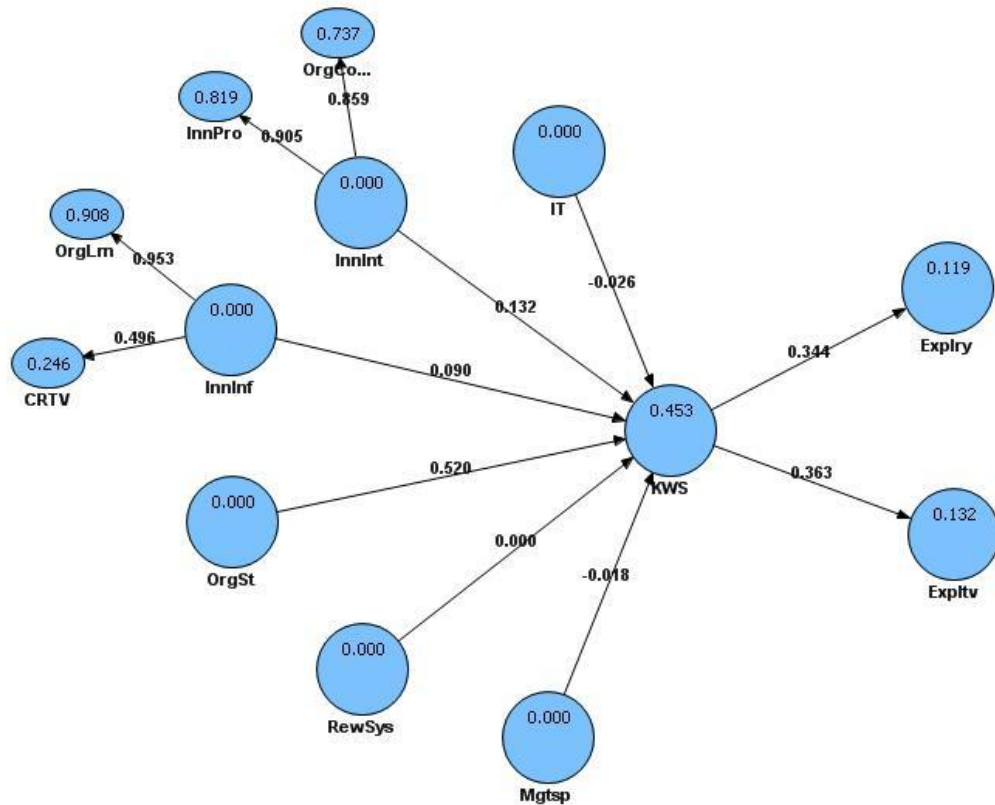 0.737
OrgCo...
0.859
0.819
InnPro
0.905
0.000
InnInt
0.000
IT
0.908
OrgLrn
0.953
0.132
-0.026
0.119
Explry
0.344
0.000
InnInf
0.496
0.246
CRTV
0.090
0.453
KWS
0.520
0.363
0.000
OrgSt
0.132
Expltv
0.000
-0.018
0.000
RewSys
0.000
Mgtsp